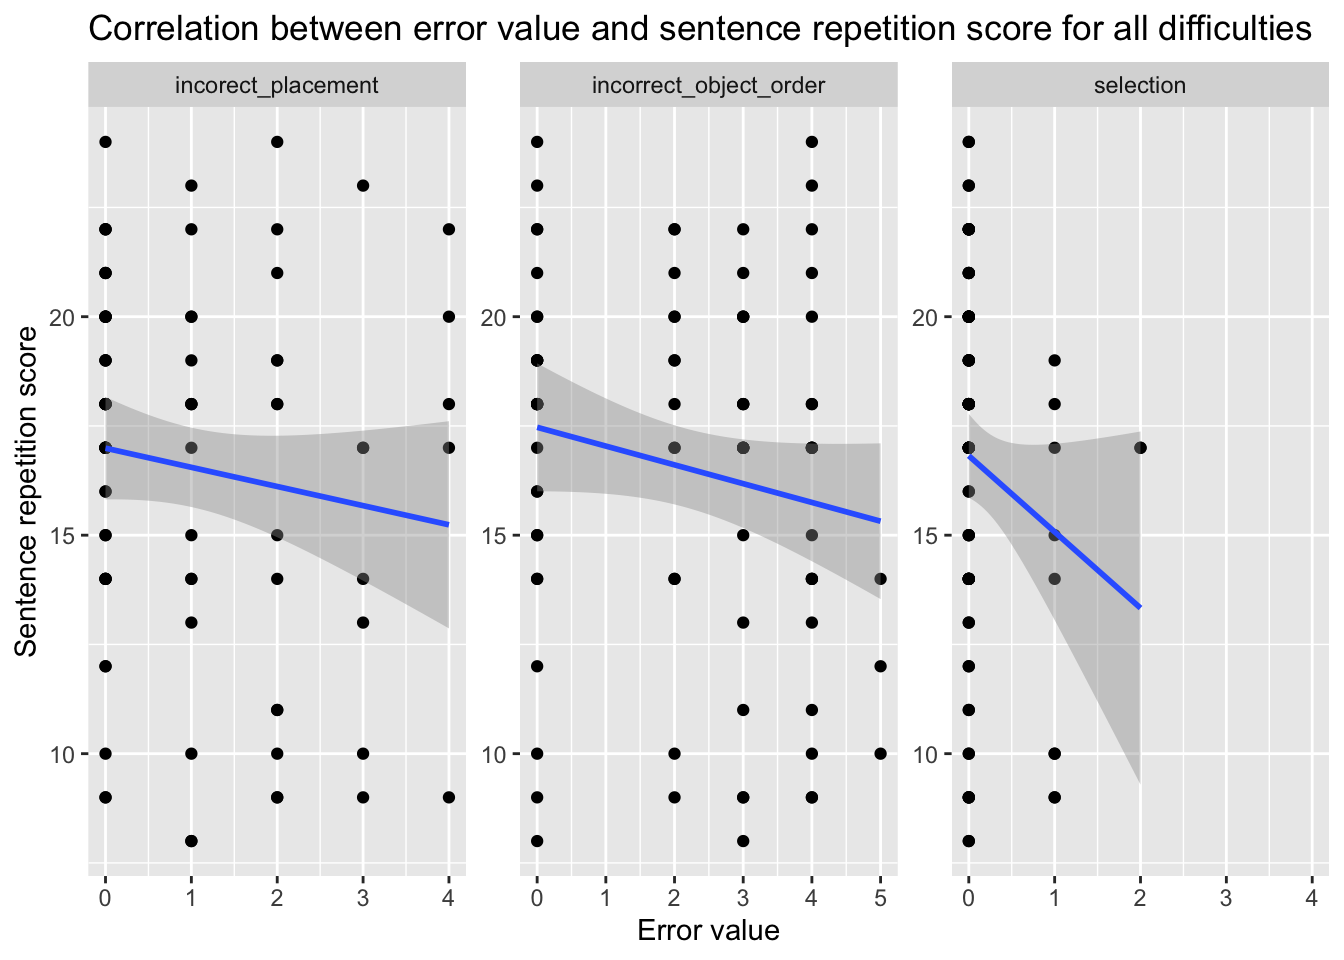 Correlation between error value and sentence repetition score for all difficulties
incorect_placement
incorrect_object_order
selection
Sentence repetition score
20
15
10
20
15
10
20
15
10
0 1 2 3 4
0 1 2 3 4 5
0 1 2 3 4
Error value